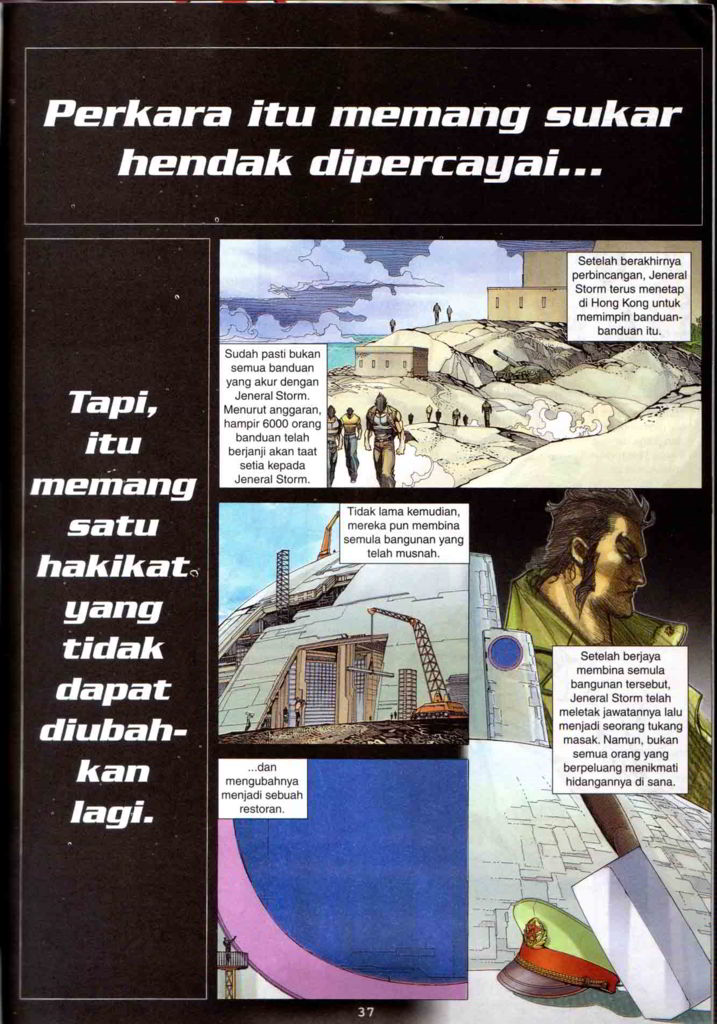 Perkara itu memang sukar
hendak dipercayai...
Tapi,
itu
memang
satu
hakikat
yang
tidak
dapat
diubah-
kan
lagi.
Setelah berakhirnya
perbincangan, Jeneral
Storm terus menetap
di Hong Kong untuk
memimpin banduan-
banduan itu.
Sudah pasti bukan
semua banduan
yang akur dengan
Jeneral Storm.
Menurut anggaran,
hampir 6000 orang
banduan telah
berjanji akan taat
setia kepada
Jeneral Storm.
Tidak lama kemudian,
mereka pun membina
semula bangunan yang
telah musnah.
...dan
mengubahnya
menjadi sebuah
restoran.
Setelah berjaya
membina semula
bangunan tersebut,
Jeneral Storm telah
meletak jawatannya lalu
menjadi seorang tukang
masak. Namun, bukan
semua orang yang
berpeluang menikmati
hidangannya di sana.
37